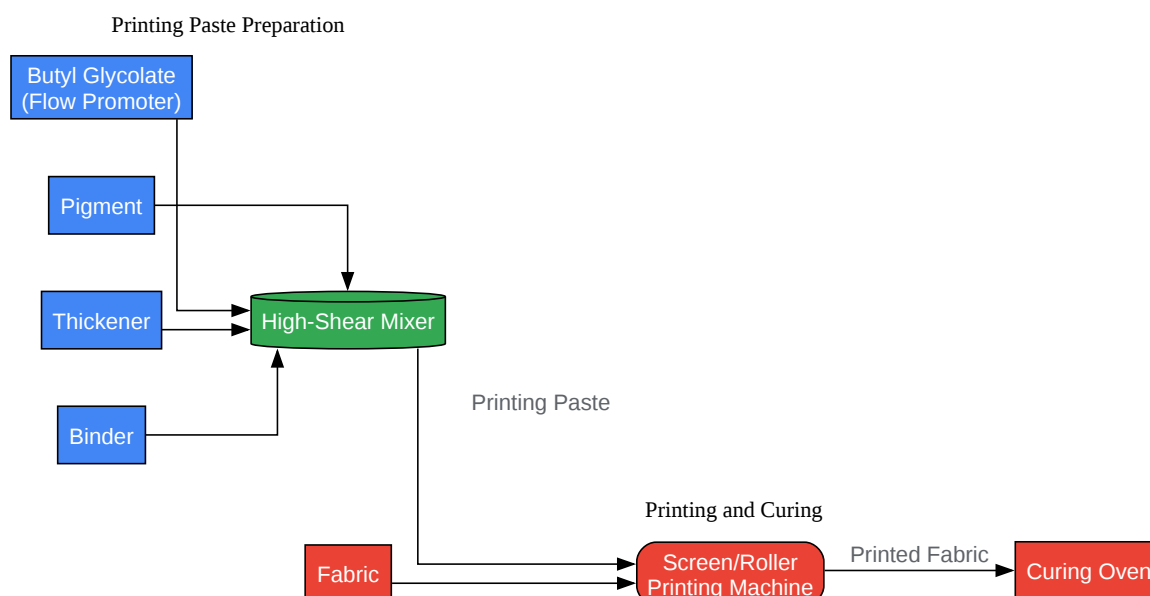 Printing Paste Preparation
Butyl Glycolate
(Flow Promoter)
Pigment
Thickener
High-Shear Mixer
Printing Paste
Binder
Printing and Curing
Fabric
Screen/Roller
Printing Machine
Printed Fabric
Curing Oven